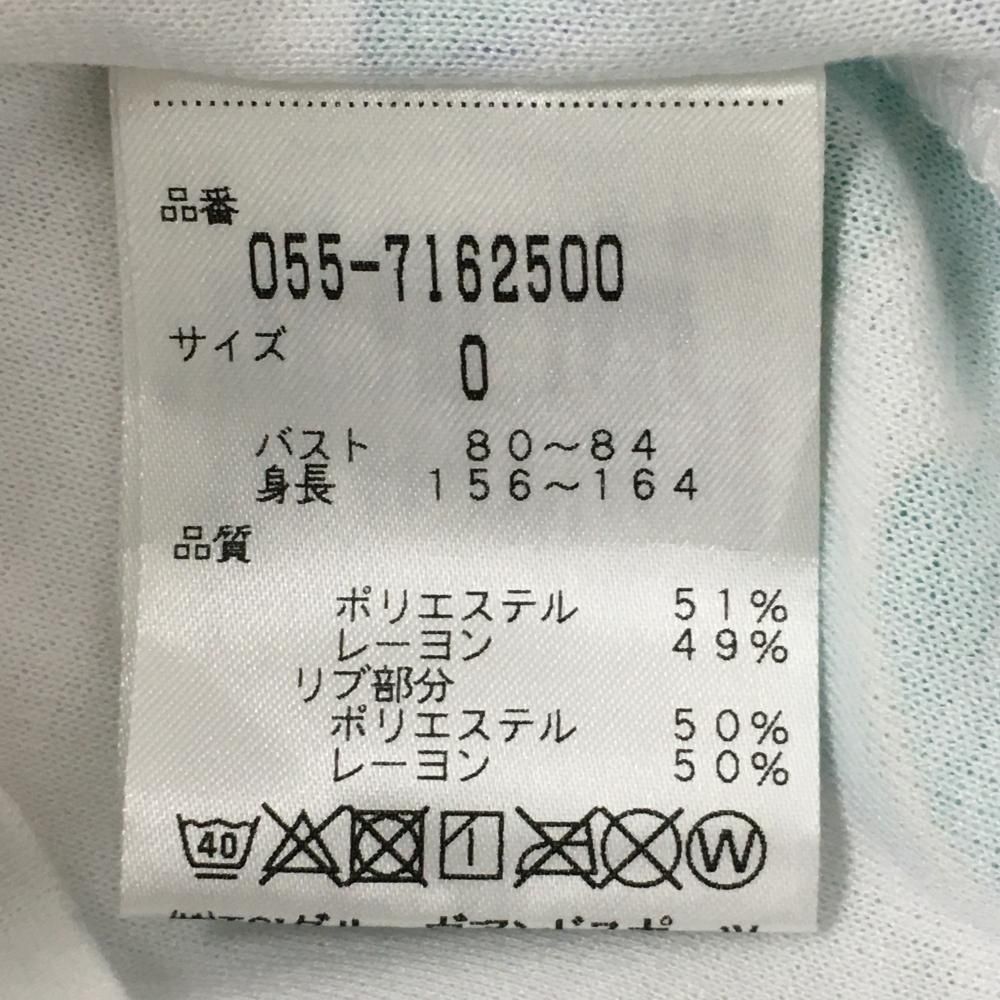 品番
055-7162500
サイズ 0
バスト 80～84
身長 156～164
品質
ポリエステル 51%
レーヨン 49%
リブ部分
ポリエステル 50%
レーヨン 50%
40 W